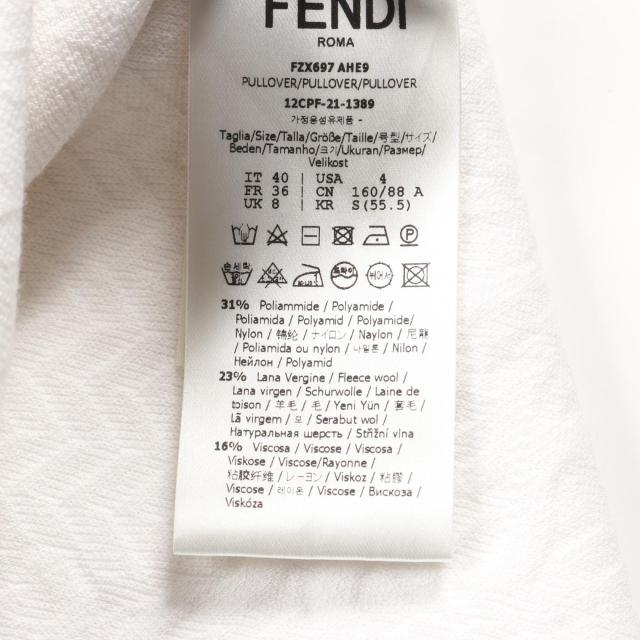 FENDI
ROMA
FZX697 AHE9
PULLOVER/PULLOVER/PULLOVER
12CPF-21-1389
가정용섬유제품 -
Taglia/Size/Talla/Größe/Taille/号型/サイズ/
Beden/Tamanho/크기/Ukuran/Размер/
Velikost
IT 40 | USA 4
FR 36 | CN 160/88 A
UK 8 | KR S(55.5)
손세탁
드라이
31% Poliammide / Polyamide /
Poliamida / Polyamid / Polyamide/
Nylon / 锦纶 / ナイロン / Naylon / 尼龍
/ Poliamida ou nylon / 나일론 / Nilon /
Нейлон / Polyamid
23% Lana Vergine / Fleece wool /
Lana virgen / Schurwolle / Laine de
toison / 羊毛 / 毛 / Yeni Yün / 羊毛 /
Lã virgem / 모 / Serabut wol /
Натуральная шерсть / Střižní vlna
16% Viscosa / Viscose / Viscosa /
Viskose / Viscose/Rayonne /
粘胶纤维 / レーヨン / Viskoz / 粘膠 /
Viscose / 레이온 / Viscose / Вискоза /
Viskóza